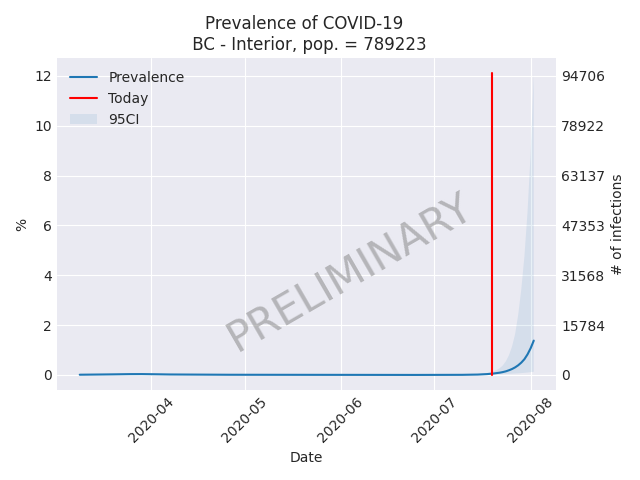 Prevalence of COVID-19
BC - Interior, pop. = 789223
Prevalence
Today
95CI
12
10
8
6
4
2
0
%
94706
78922
63137
47353
31568
15784
0
# of infections
PRELIMINARY
2020-04
2020-05
2020-06
2020-07
2020-08
Date